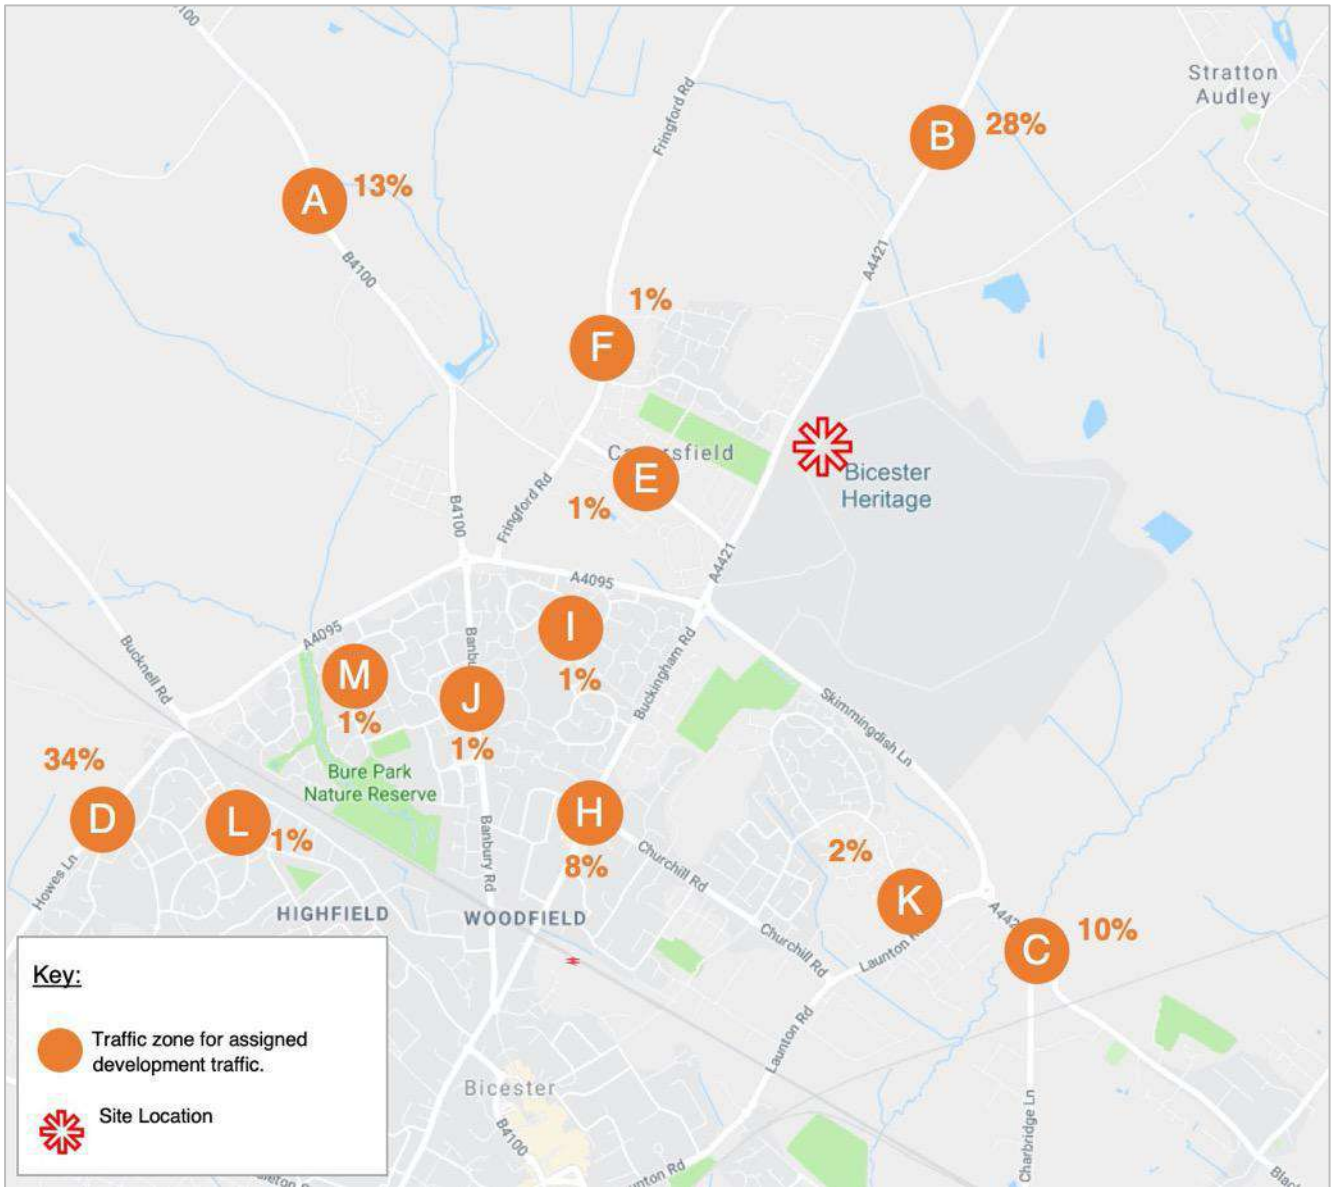 100
Stratton
Audley
Fringford Rd
B
28%
A
13%
B4100
A4421
1%
F
Bicester
Heritage
E
1%
B4100
Fringford Rd
A4421
A4095
I
1%
A4095
Buckingham Rd
Bucknell Rd
M
1%
J
1%
Skimmingdish Ln
34%
D
Bure Park
Nature Reserve
L
1%
H
8%
Banbury Rd
Churchill Rd
2%
K
Howes Ln
HIGHFIELD
WOODFIELD
Churchill Rd
Launton
C
10%
Launton Rd
Bicester
B4100
Charbridge Ln
Key:
Traffic zone for assigned
development traffic.
Site Location